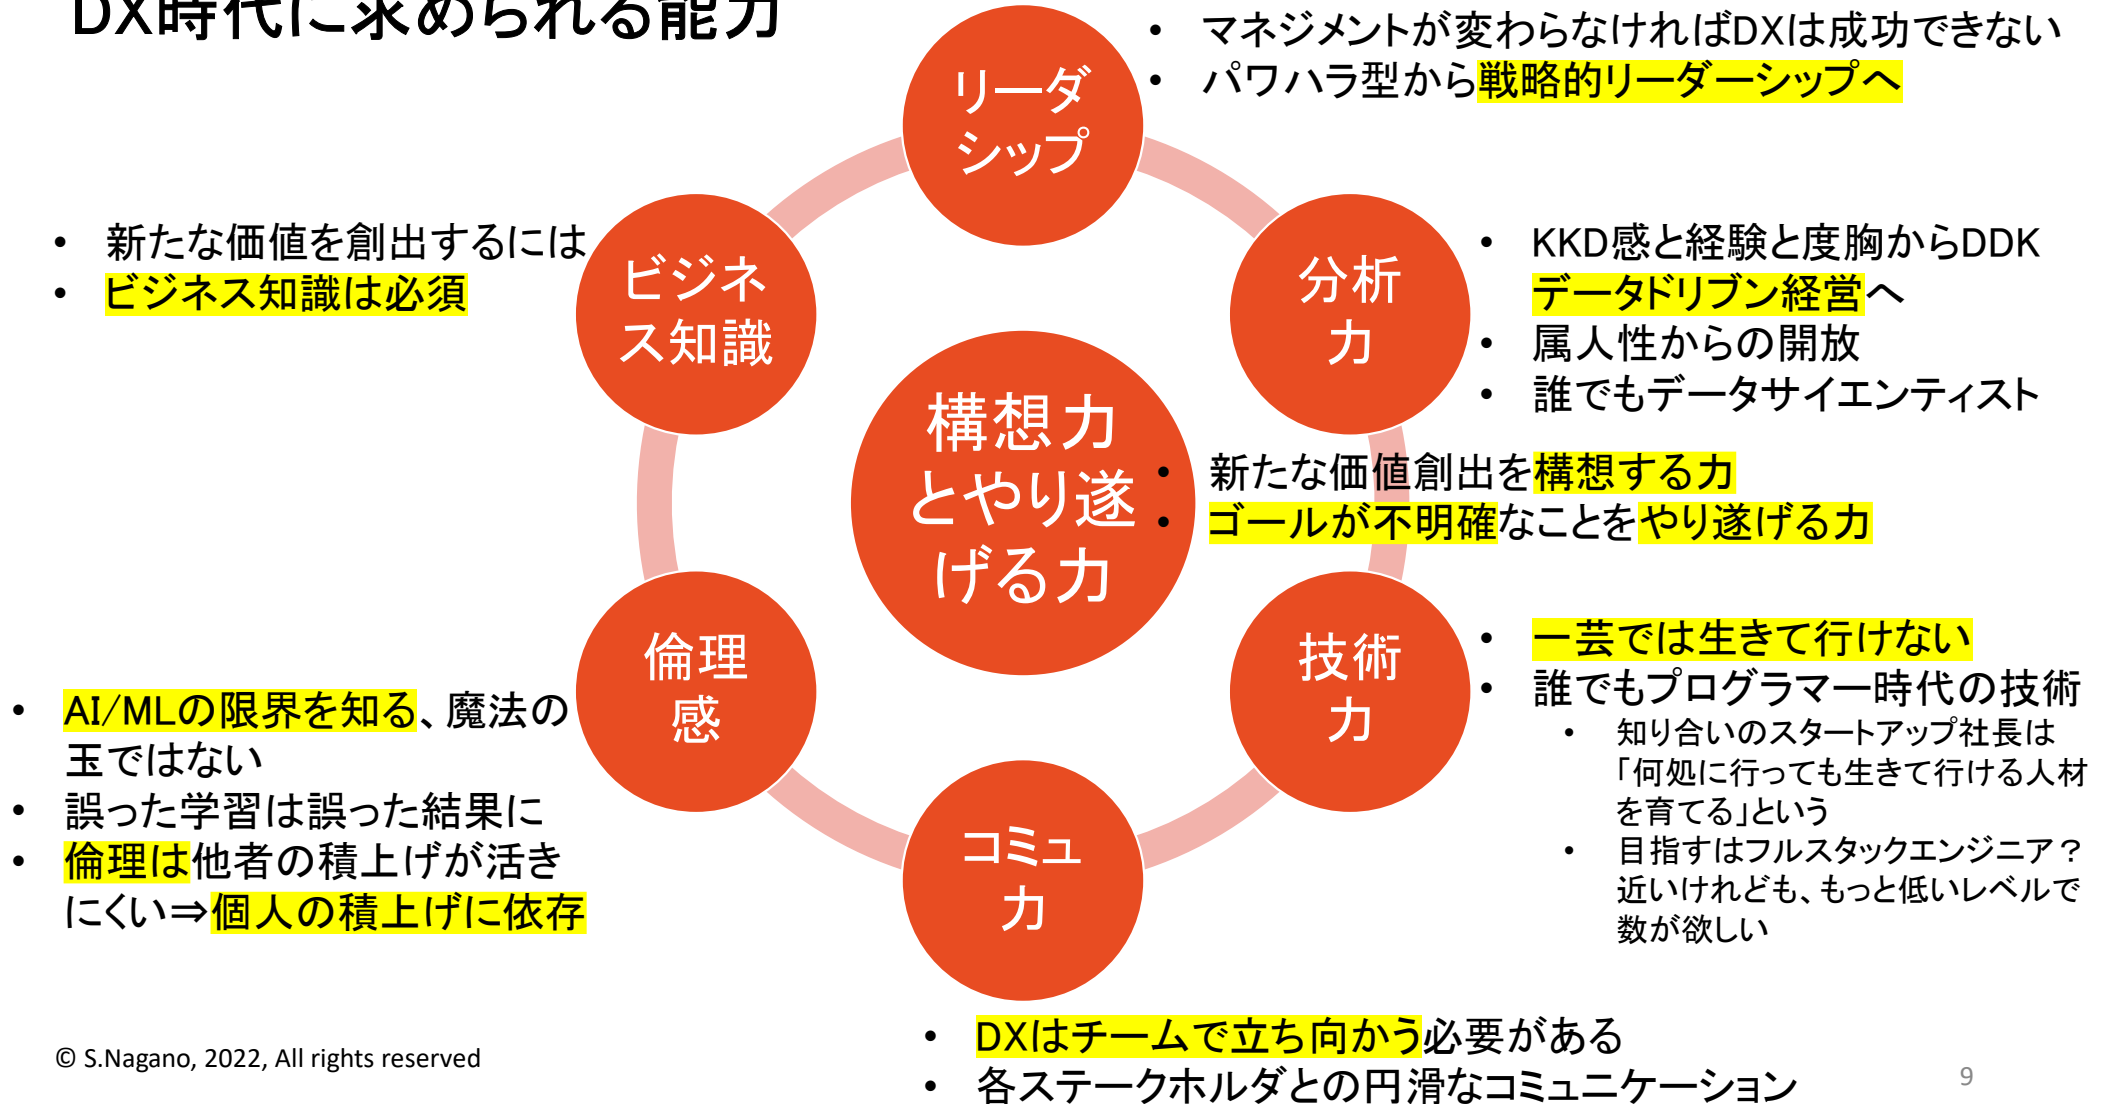 DX時代に求められる能力
リーダ
シップ
• マネジメントが変わらなければDXは成功できない
• パワハラ型から戦略的リーダーシップへ
• 新たな価値を創出するには
• ビジネス知識は必須
ビジネ
ス知識
分析
力
• KKD感と経験と度胸からDDK
データドリブン経営へ
• 属人性からの開放
• 誰でもデータサイエンティスト
構想力
とやり遂
げる力
• 新たな価値創出を構想する力
• ゴールが不明確なことをやり遂げる力
倫理
感
• AI/MLの限界を知る、魔法の
玉ではない
• 誤った学習は誤った結果に
• 倫理は他者の積上げが活き
にくい⇒個人の積上げに依存
技術
力
• 一芸では生きて行けない
• 誰でもプログラマー時代の技術
• 知り合いのスタートアップ社長は
「何処に行っても生きて行ける人材
を育てる」という
• 目指すはフルスタックエンジニア？
近いけれども、もっと低いレベルで
数が欲しい
コミュ
力
• DXはチームで立ち向かう必要がある
• 各ステークホルダとの円滑なコミュニケーション
© S.Nagano, 2022, All rights reserved
9